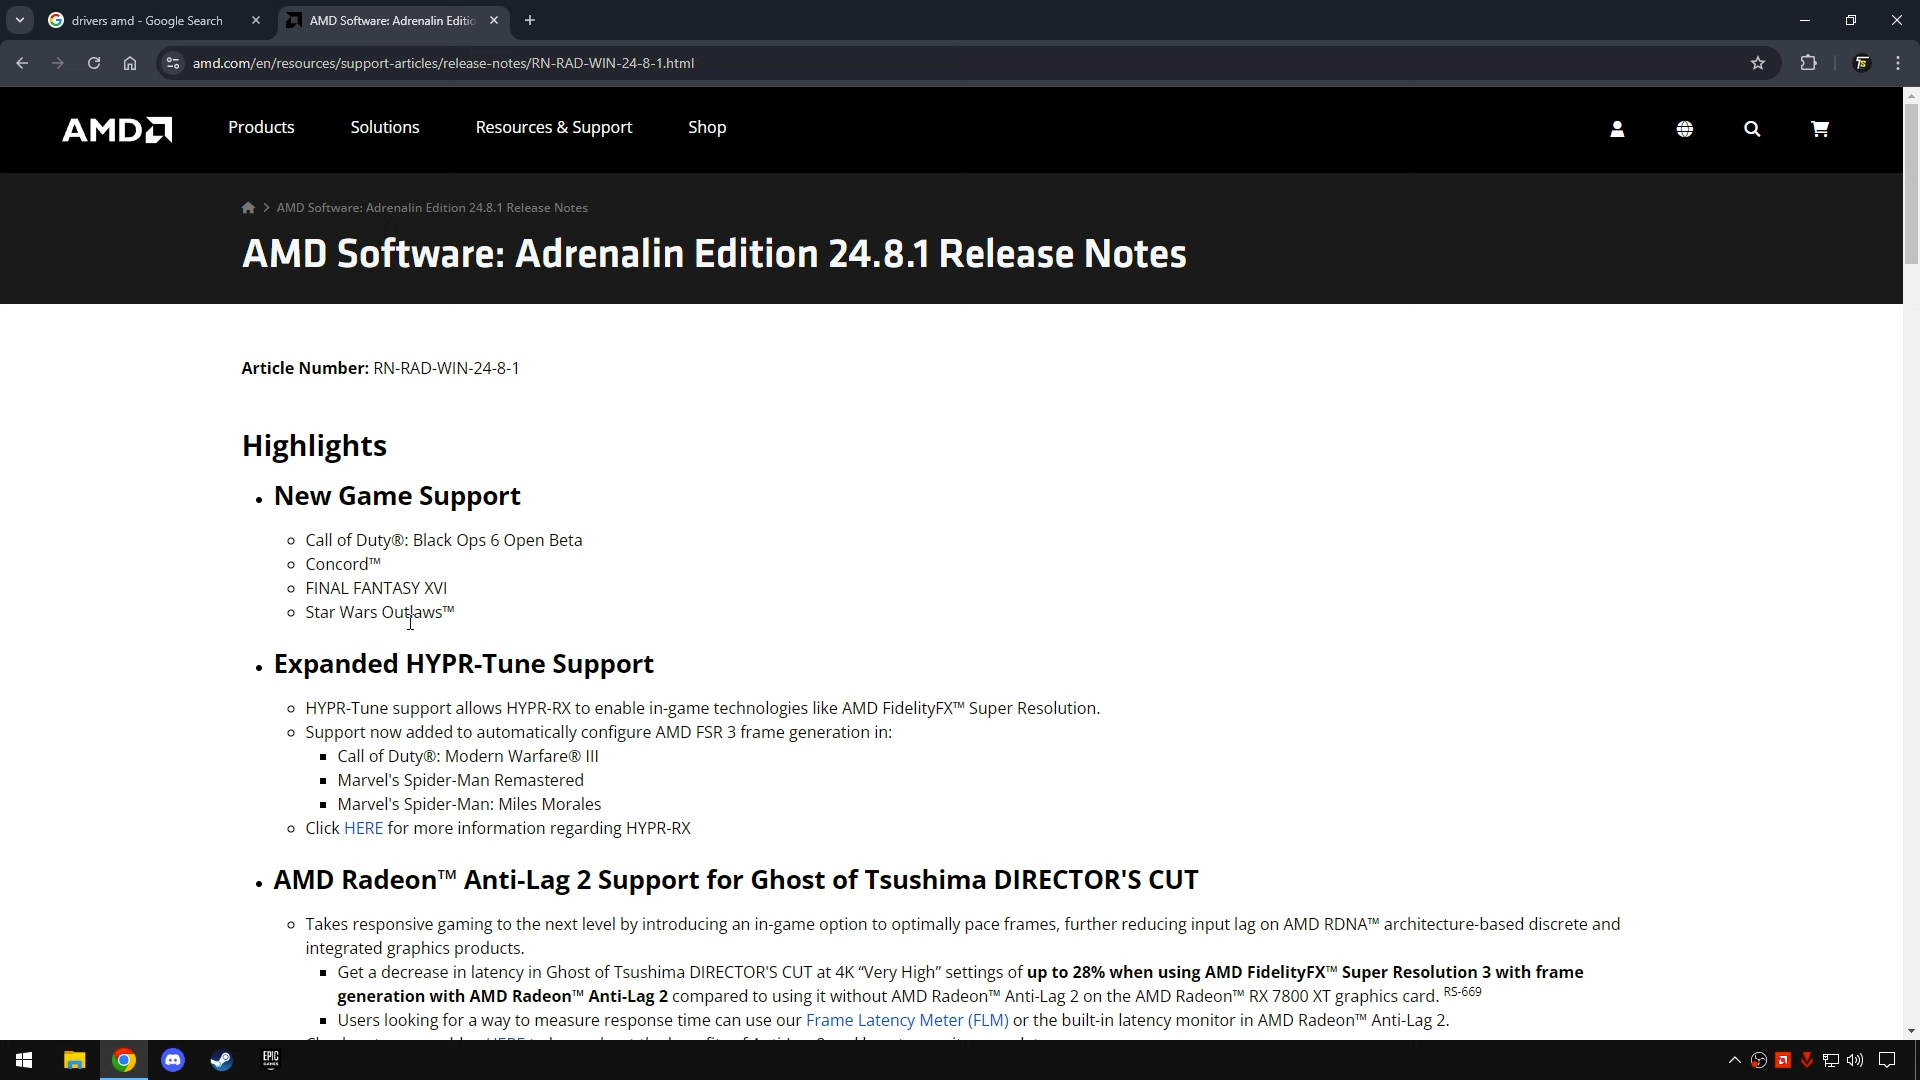 drivers amd - Google Search
AMD Software: Adrenalin Editio
amd.com/en/resources/support-articles/release-notes/RN-RAD-WIN-24-8-1.html
AMD
Products
Solutions
Resources & Support
Shop
AMD Software: Adrenalin Edition 24.8.1 Release Notes
AMD Software: Adrenalin Edition 24.8.1 Release Notes
Article Number: RN-RAD-WIN-24-8-1
Highlights
New Game Support
Call of Duty®: Black Ops 6 Open Beta
Concord™
FINAL FANTASY XVI
Star Wars Outlaws™
Expanded HYPR-Tune Support
HYPR-Tune support allows HYPR-RX to enable in-game technologies like AMD FidelityFX™ Super Resolution.
Support now added to automatically configure AMD FSR 3 frame generation in:
Call of Duty®: Modern Warfare® III
Marvel's Spider-Man Remastered
Marvel's Spider-Man: Miles Morales
Click HERE for more information regarding HYPR-RX
AMD Radeon™ Anti-Lag 2 Support for Ghost of Tsushima DIRECTOR'S CUT
Takes responsive gaming to the next level by introducing an in-game option to optimally pace frames, further reducing input lag on AMD RDNA™ architecture-based discrete and
integrated graphics products.
Get a decrease in latency in Ghost of Tsushima DIRECTOR'S CUT at 4K “Very High” settings of up to 28% when using AMD FidelityFX™ Super Resolution 3 with frame
generation with AMD Radeon™ Anti-Lag 2 compared to using it without AMD Radeon™ Anti-Lag 2 on the AMD Radeon™ RX 7800 XT graphics card. RS-669
Users looking for a way to measure response time can use our Frame Latency Meter (FLM) or the built-in latency monitor in AMD Radeon™ Anti-Lag 2.
EPIC
GAMES